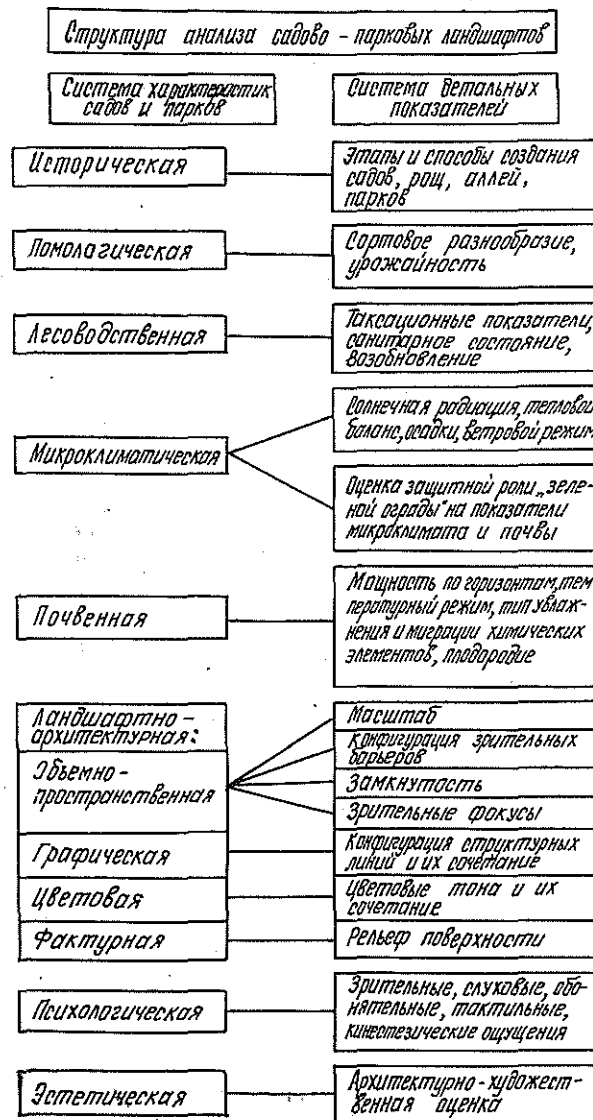 Структура анализа садово-парковых ландшафтов
Система характеристик
садов и парков
Система детальных
показателей
Историческая
Этапы и способы создания
садов, рощ, аллей,
парков
Помологическая
Сортовое разнообразие,
урожайность
Лесоводственная
Таксационные показатели,
санитарное состояние,
возобновление
Микроклиматическая
Солнечная радиация, тепловой
баланс, осадки, ветровой режим
Оценка защитной роли „зеле-
ной ограды" на показатели
микроклимата и почвы
Почвенная
Мощность по горизонтам, тем
пературный режим, тип увлаж-
нения и миграции химических
элементов, плодородие
Ландшафтно-
архитектурная:
Объемно-
пространственная
Масштаб
Конфигурация зрительных
барьеров
Замкнутость
Зрительные фокусы
Графическая
Конфигурация структурных
линий и их сочетание
Цветовая
Цветовые тона и их
сочетание
Фактурная
Рельеф поверхности
Психологическая
Зрительные, слуховые, обо-
нятельные, тактильные,
кинестезические ощущения
Эстетическая
Архитектурно-художест-
венная оценка